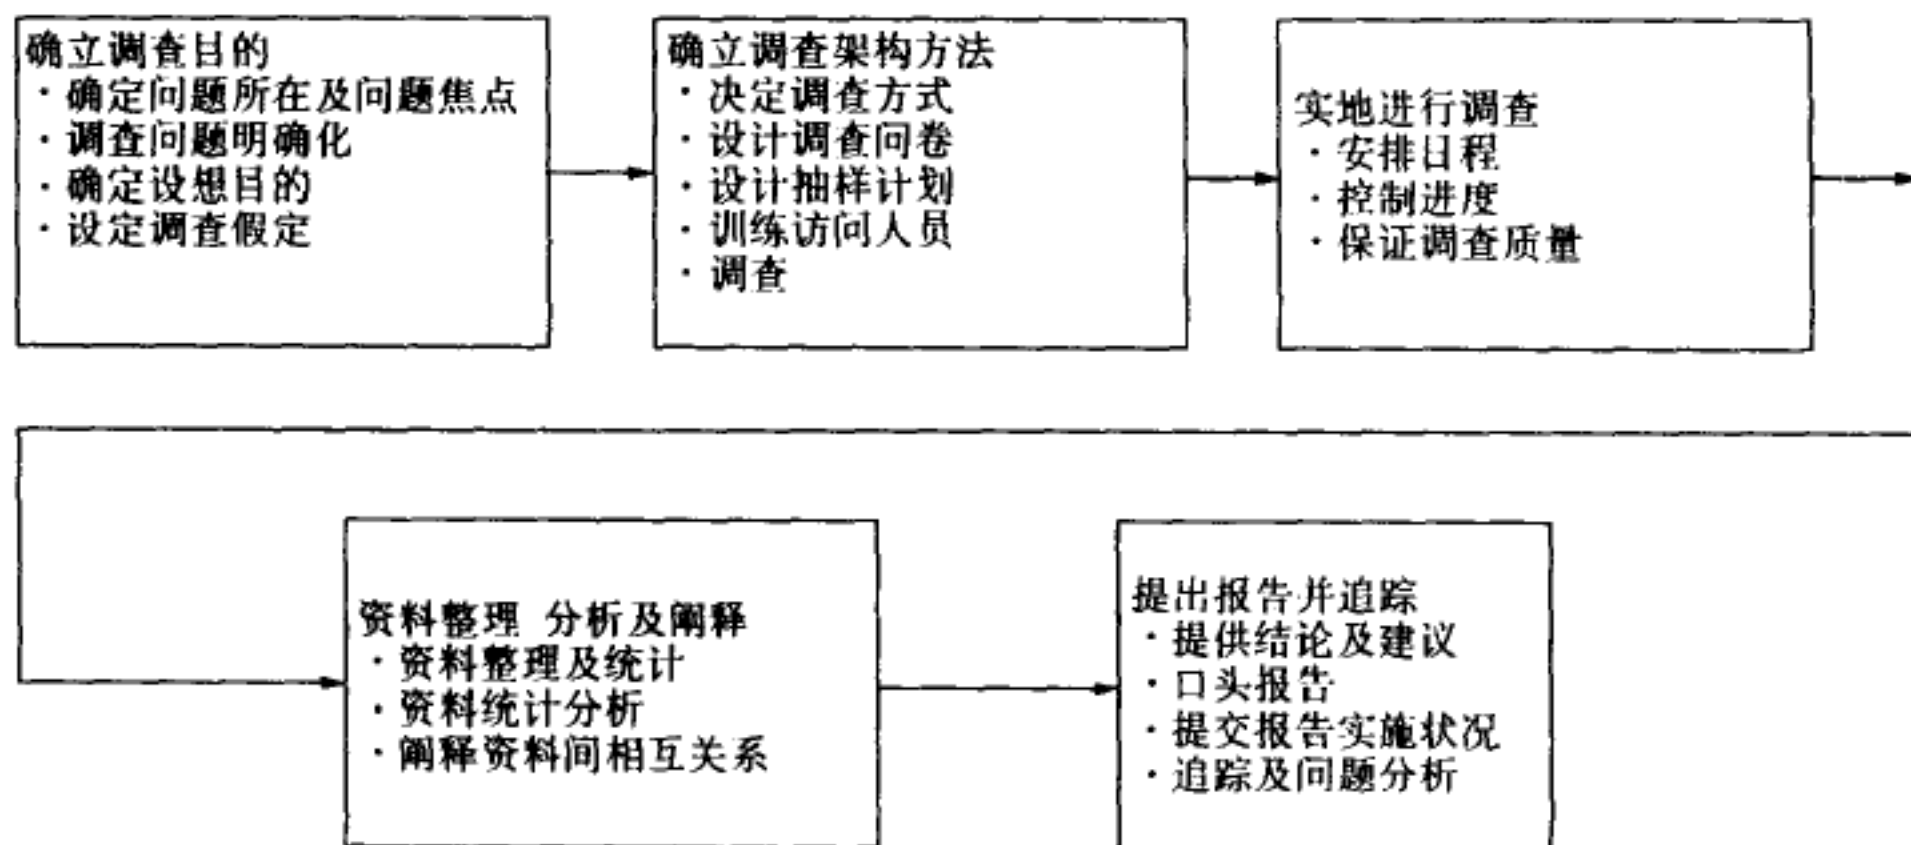 确立调查目的
·确定问题所在及问题焦点
·调查问题明确化
·确定设想目的
·设定调查假定
确立调查架构方法
·决定调查方式
·设计调查问卷
·设计抽样计划
·训练访问人员
·调查
实地进行调查
·安排日程
·控制进度
·保证调查质量
资料整理 分析及阐释
·资料整理及统计
·资料统计分析
·阐释资料间相互关系
提出报告并追踪
·提供结论及建议
·口头报告
·提交报告实施状况
·追踪及问题分析